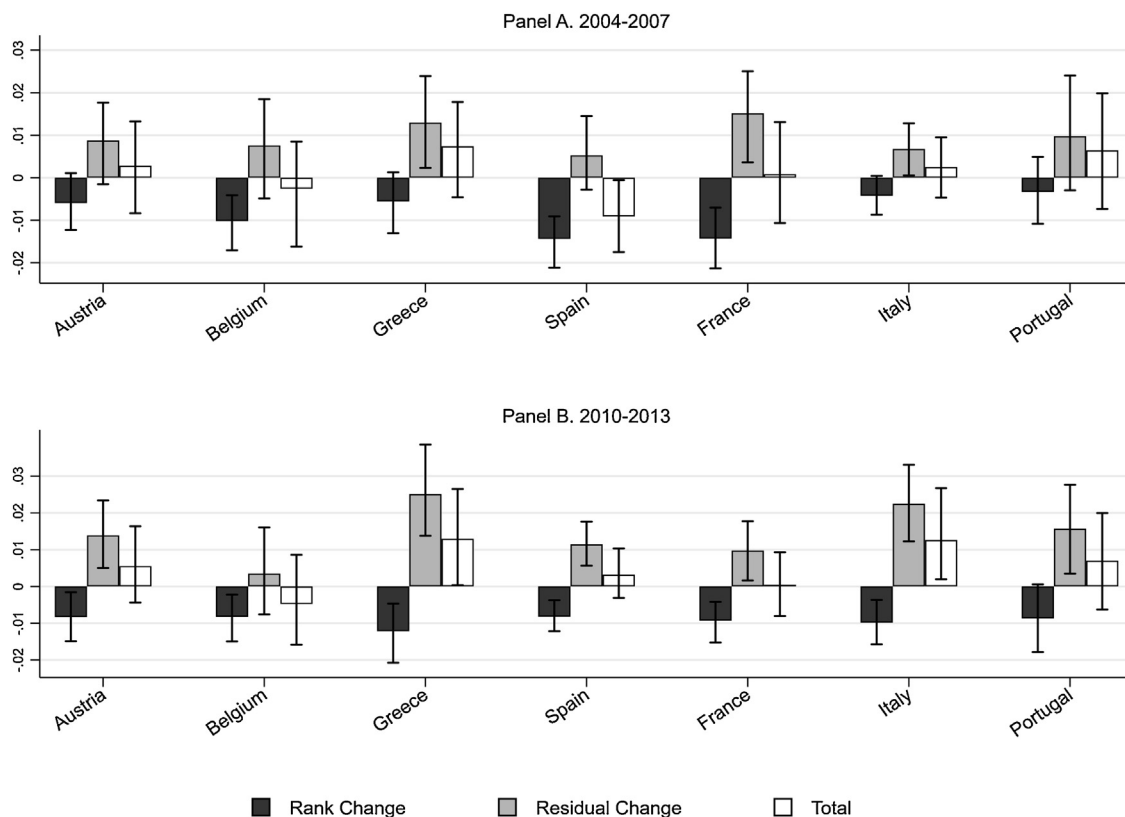 Panel A. 2004-2007
.03
.02
.01
0
-.01
-.02
Austria
Belgium
Greece
Spain
France
Italy
Portugal
Panel B. 2010-2013
.03
.02
.01
0
-.01
-.02
Austria
Belgium
Greece
Spain
France
Italy
Portugal
Rank Change Residual Change Total